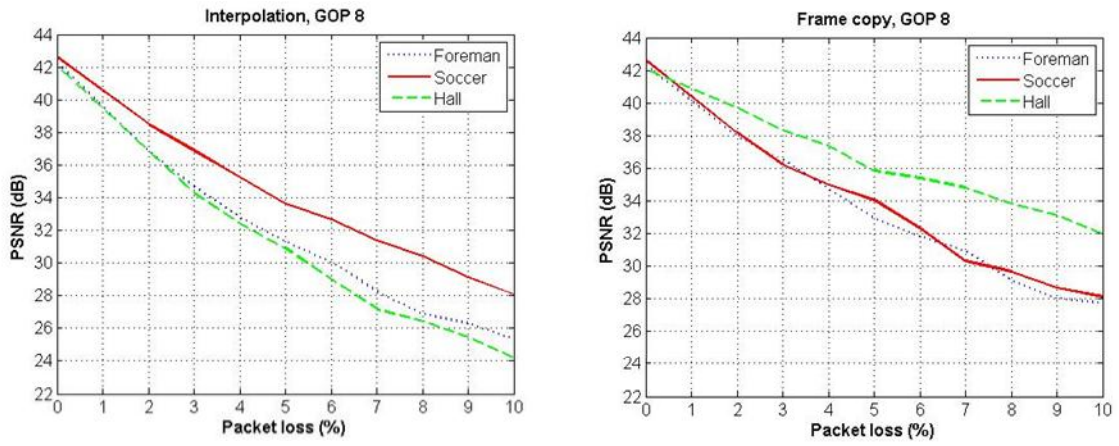 Interpolation, GOP 8
PSNR (dB)
44
42
40
38
36
34
32
30
28
26
24
22
Foreman
Soccer
Hall
0 1 2 3 4 5 6 7 8 9 10
Packet loss (%)
Frame copy, GOP 8
PSNR (dB)
44
42
40
38
36
34
32
30
28
26
24
22
Foreman
Soccer
Hall
0 1 2 3 4 5 6 7 8 9 10
Packet loss (%)